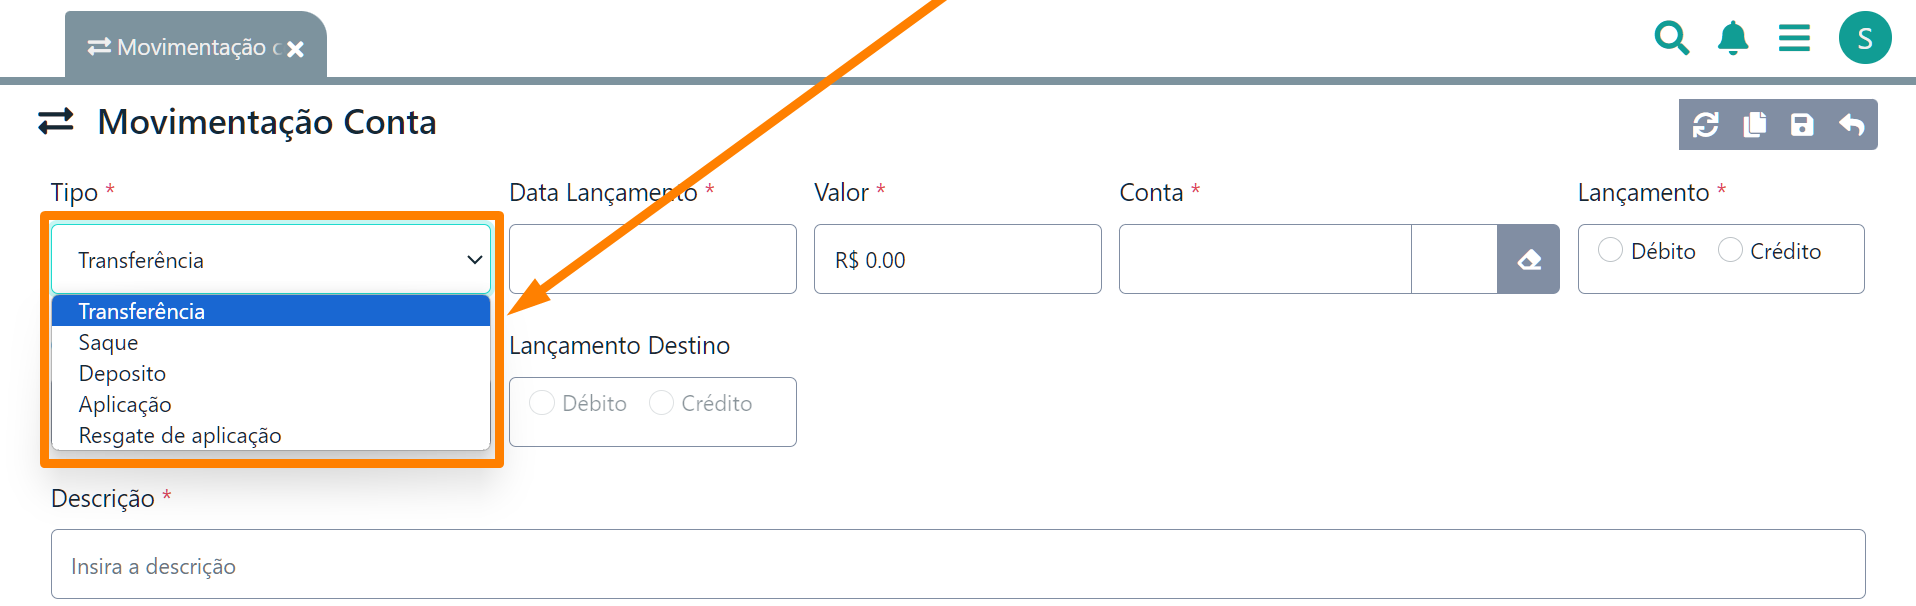 Movimentação c
S
Movimentação Conta
Tipo *
Data Lançamento *
Valor *
Conta *
Lançamento *
Transferência
R$ 0.00
Débito
Crédito
Transferência
Saque
Deposito
Aplicação
Resgate de aplicação
Lançamento Destino
Débito
Crédito
Descrição *
Insira a descrição